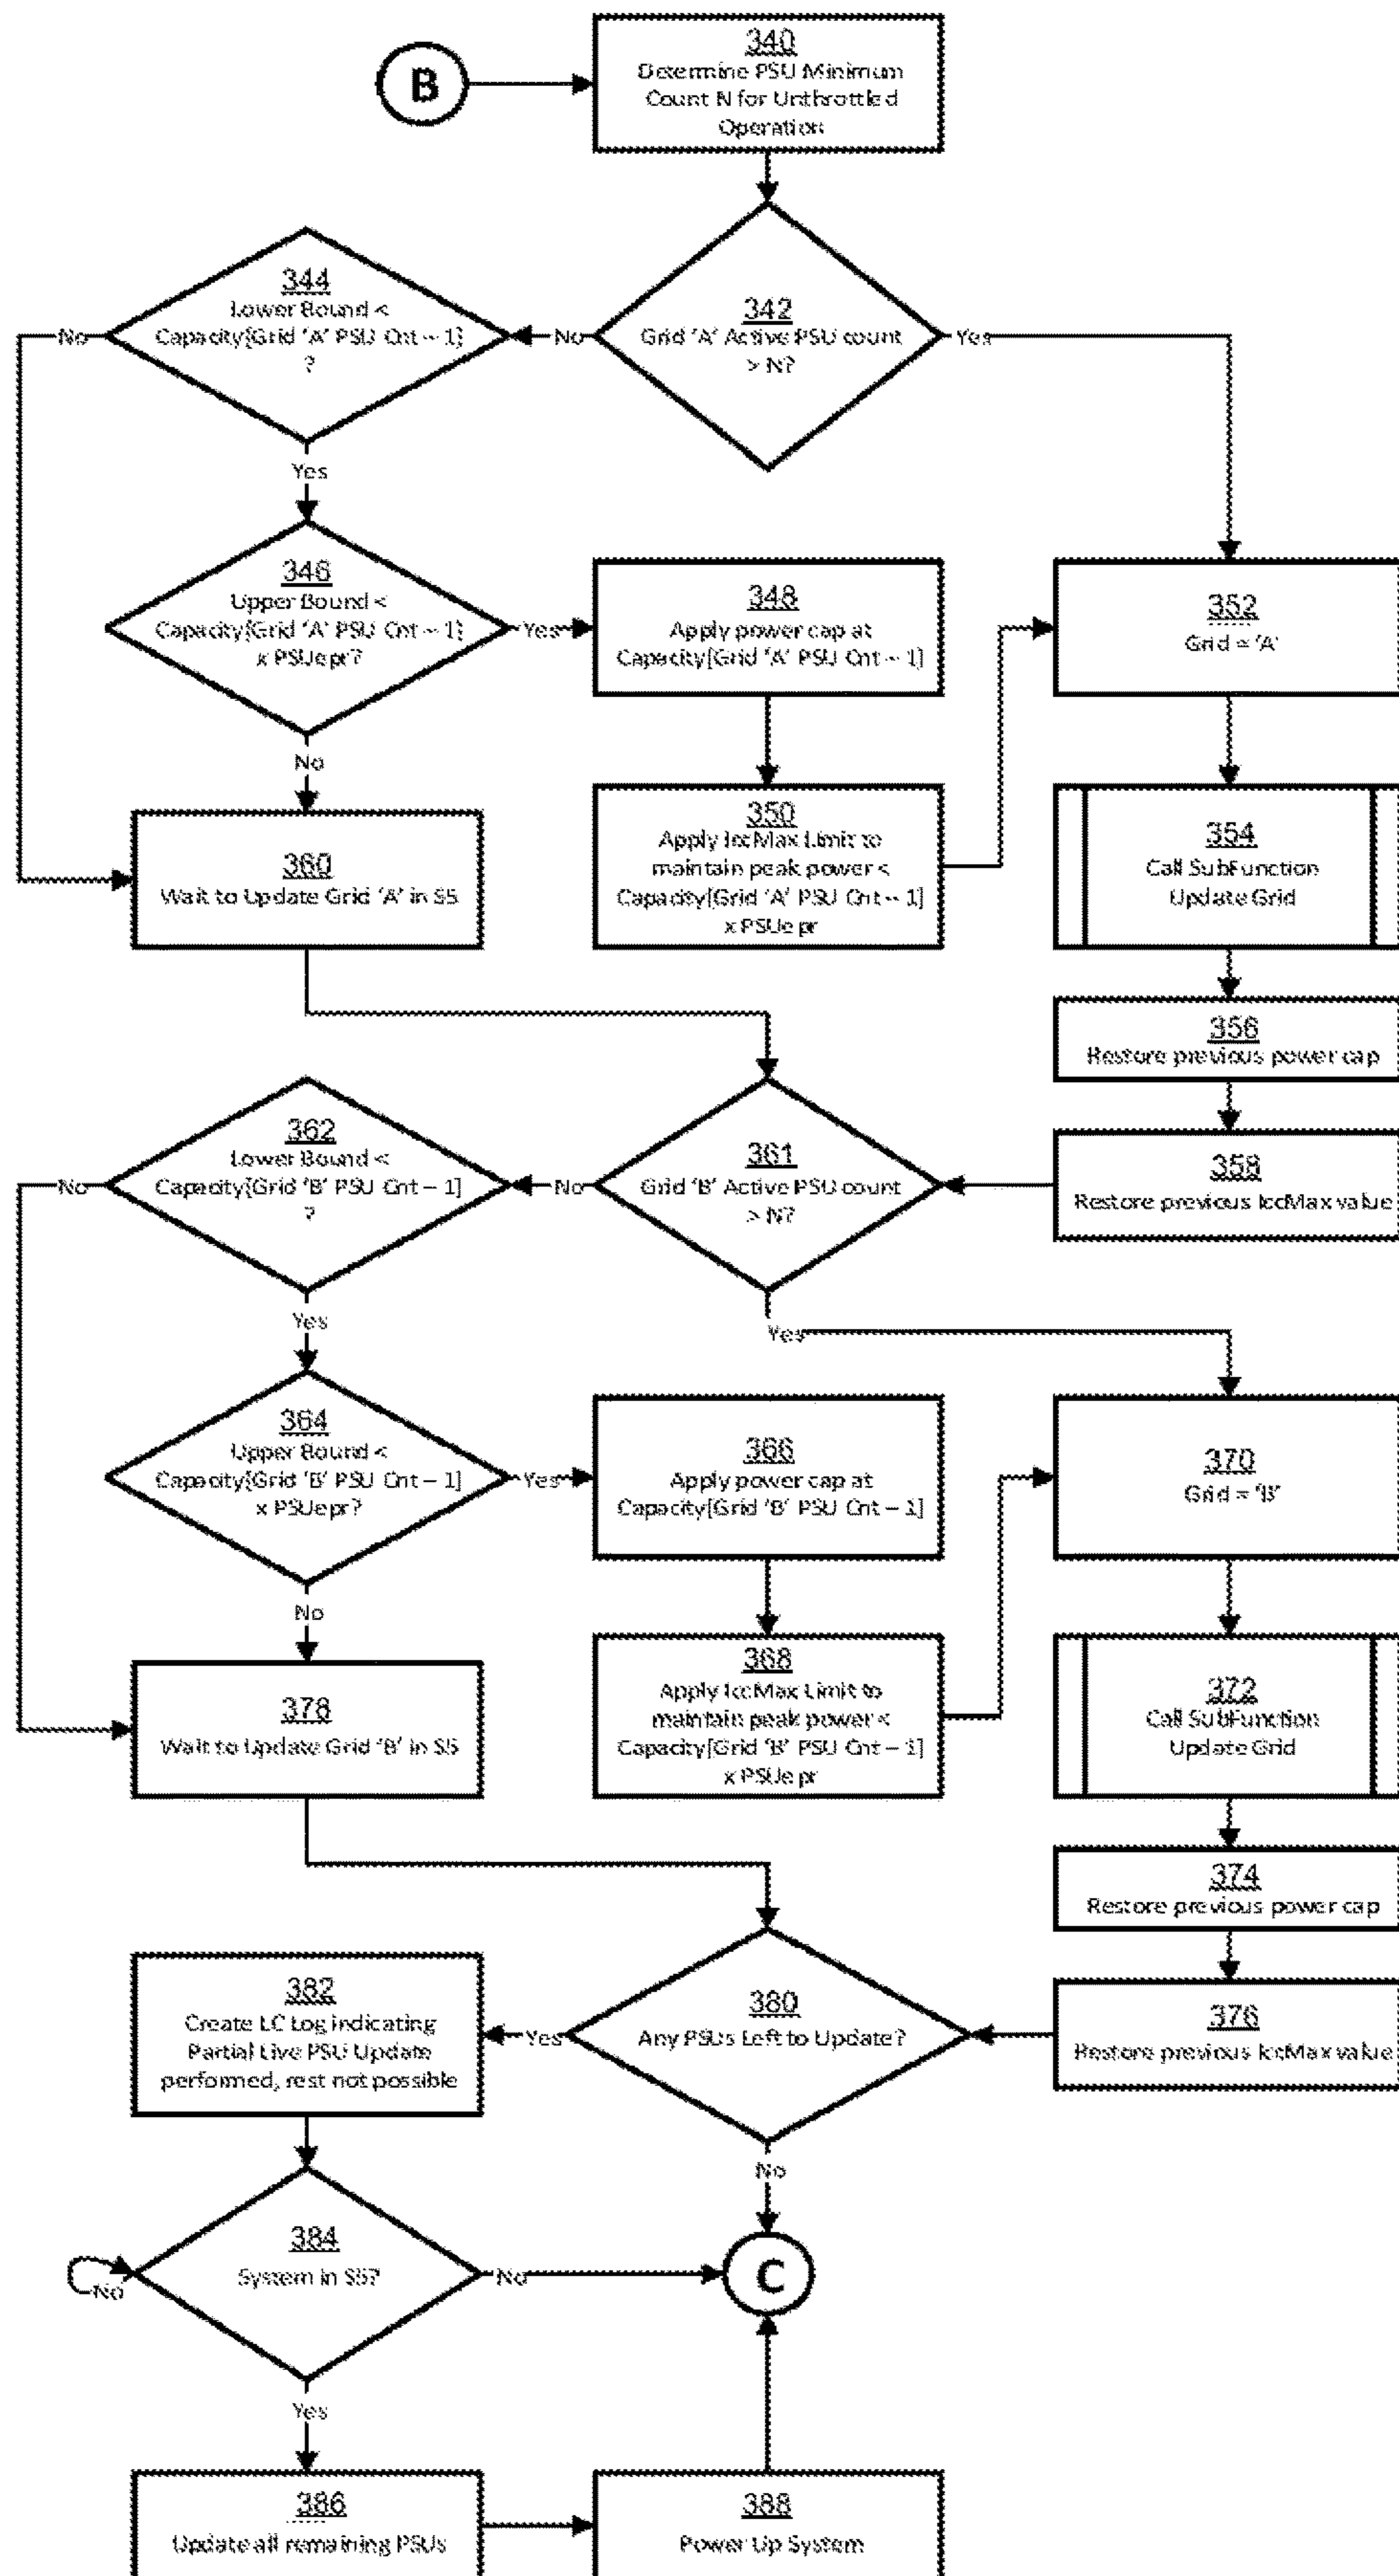 B
340
Determine PSU Minimum
Count N for Unthrottled
Operation
344
Lower Bound <
Capacity[Grid 'A' PSU Cnt – 1]
?
No
Yes
342
Grid 'A' Active PSU count
> N?
No
Yes
346
Upper Bound <
Capacity[Grid 'A' PSU Cnt – 1]
x PSUepr?
Yes
No
348
Apply power cap at
Capacity[Grid 'A' PSU Cnt – 1]
352
Grid = 'A'
350
Apply IccMax Limit to
maintain peak power <
Capacity[Grid 'A' PSU Cnt – 1]
x PSUepr
354
Call SubFunction
Update Grid
360
Wait to Update Grid 'A' in S5
356
Restore previous power cap
358
Restore previous IccMax value
362
Lower Bound <
Capacity[Grid 'B' PSU Cnt – 1]
?
No
Yes
361
Grid 'B' Active PSU count
> N?
No
Yes
364
Upper Bound <
Capacity[Grid 'B' PSU Cnt – 1]
x PSUepr?
Yes
No
366
Apply power cap at
Capacity[Grid 'B' PSU Cnt – 1]
370
Grid = 'B'
368
Apply IccMax Limit to
maintain peak power <
Capacity[Grid 'B' PSU Cnt – 1]
x PSUepr
372
Call SubFunction
Update Grid
378
Wait to Update Grid 'B' in S5
374
Restore previous power cap
376
Restore previous IccMax value
382
Create LC Log indicating
Partial Live PSU Update
performed, rest not possible
380
Any PSUs Left to Update?
Yes
No
384
System in S5?
No
No
Yes
C
386
Update all remaining PSUs
388
Power Up System